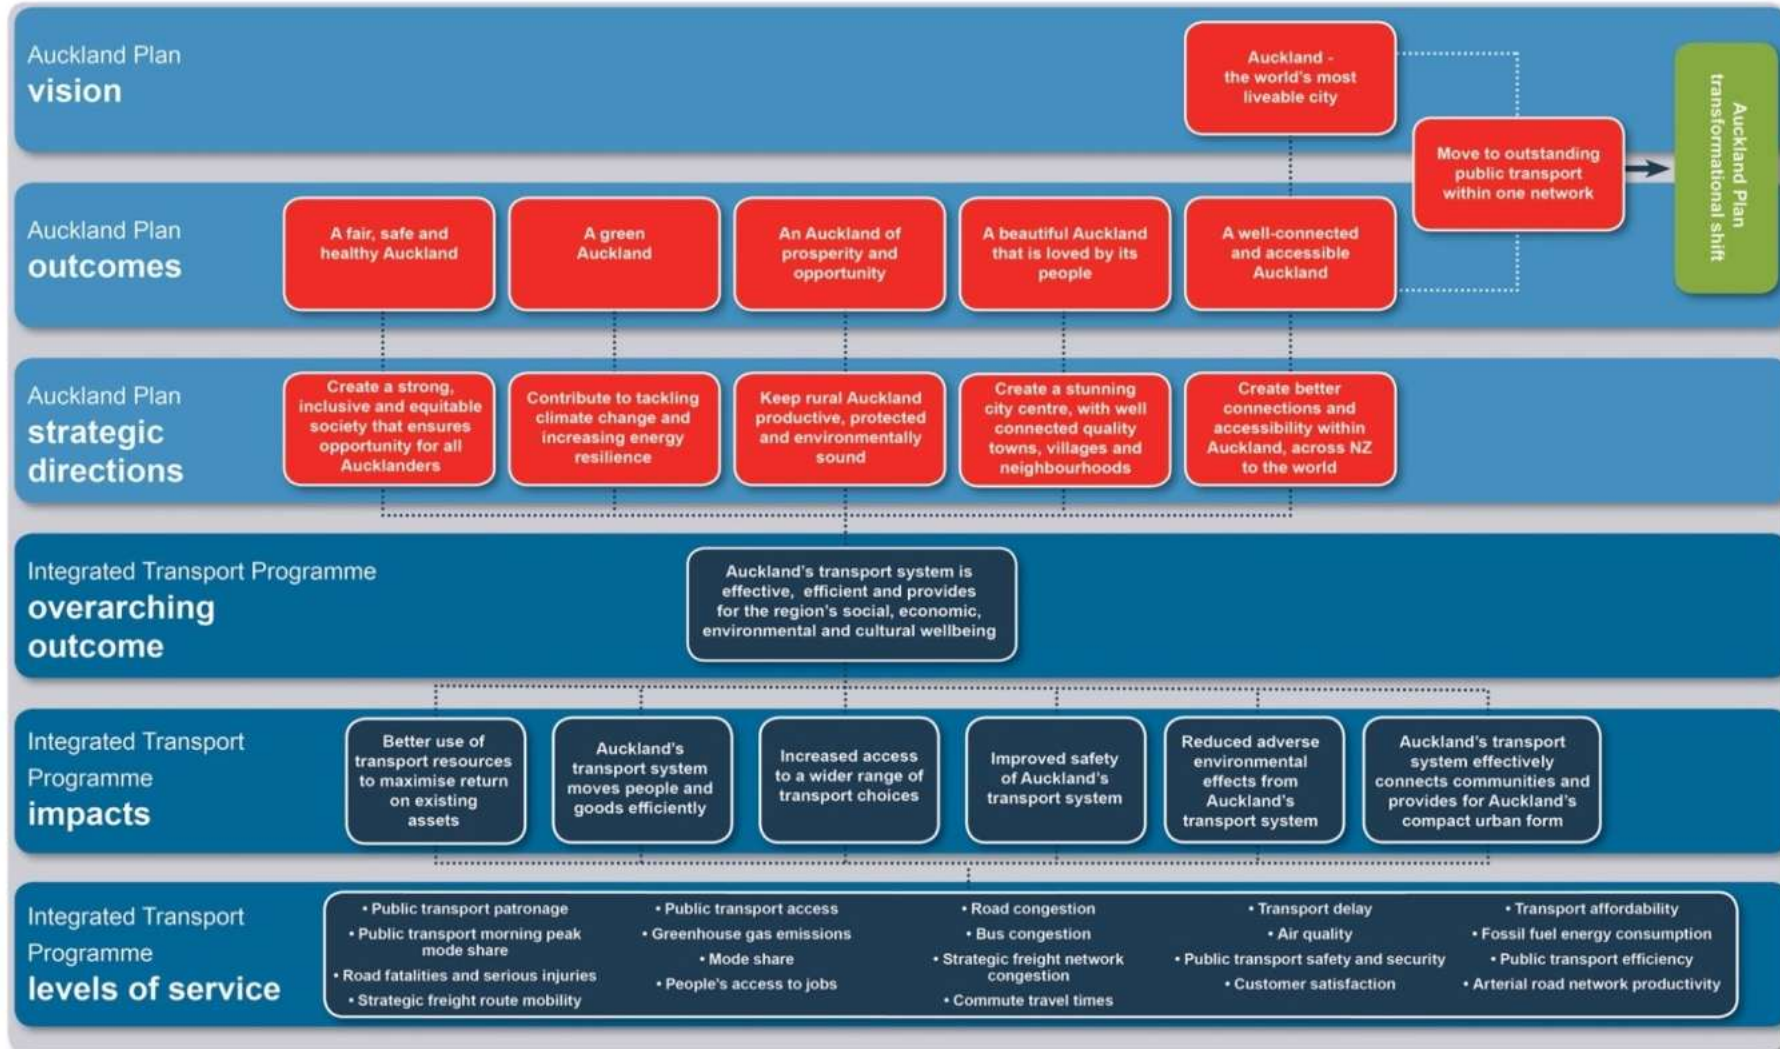 Auckland Plan
vision
Auckland -
the world's most
liveable city
Move to outstanding
public transport
within one network
Auckland Plan
transformational shift
Auckland Plan
outcomes
A fair, safe and
healthy Auckland
A green
Auckland
An Auckland of
prosperity and
opportunity
A beautiful Auckland
that is loved by its
people
A well-connected
and accessible
Auckland
Auckland Plan
strategic
directions
Create a strong,
inclusive and equitable
society that ensures
opportunity for all
Aucklanders
Contribute to tackling
climate change and
increasing energy
resilience
Keep rural Auckland
productive, protected
and environmentally
sound
Create a stunning
city centre, with well
connected quality
towns, villages and
neighbourhoods
Create better
connections and
accessibility within
Auckland, across NZ
to the world
Integrated Transport Programme
overarching
outcome
Auckland's transport system is
effective, efficient and provides
for the region's social, economic,
environmental and cultural wellbeing
Integrated Transport
Programme
impacts
Better use of
transport resources
to maximise return
on existing
assets
Auckland's
transport system
moves people and
goods efficiently
Increased access
to a wider range of
transport choices
Improved safety
of Auckland's
transport system
Reduced adverse
environmental
effects from
Auckland's
transport system
Auckland's transport
system effectively
connects communities and
provides for Auckland's
compact urban form
Integrated Transport
Programme
levels of service
• Public transport patronage
• Public transport morning peak
mode share
• Road fatalities and serious injuries
• Strategic freight route mobility
• Public transport access
• Greenhouse gas emissions
• Mode share
• People's access to jobs
• Road congestion
• Bus congestion
• Strategic freight network
congestion
• Commute travel times
• Transport delay
• Air quality
• Public transport safety and security
• Customer satisfaction
• Transport affordability
• Fossil fuel energy consumption
• Public transport efficiency
• Arterial road network productivity